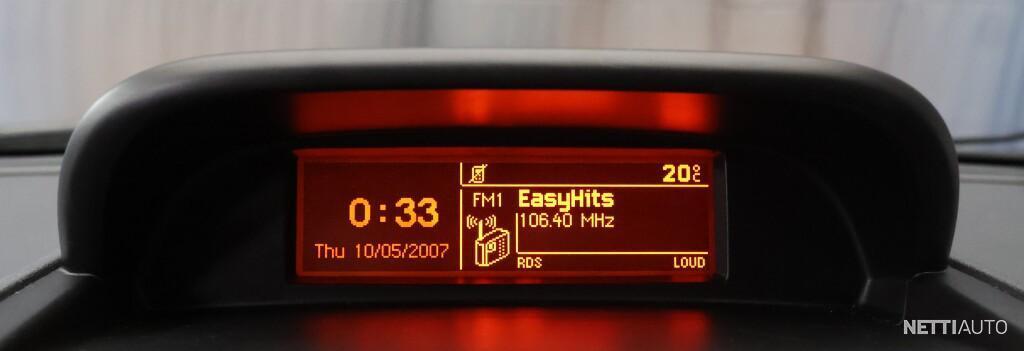 0:33
Thu 10/05/2007
20°C
FM1 EasyHits
106.40 MHz
RDS LOUD
NETTIAUTO